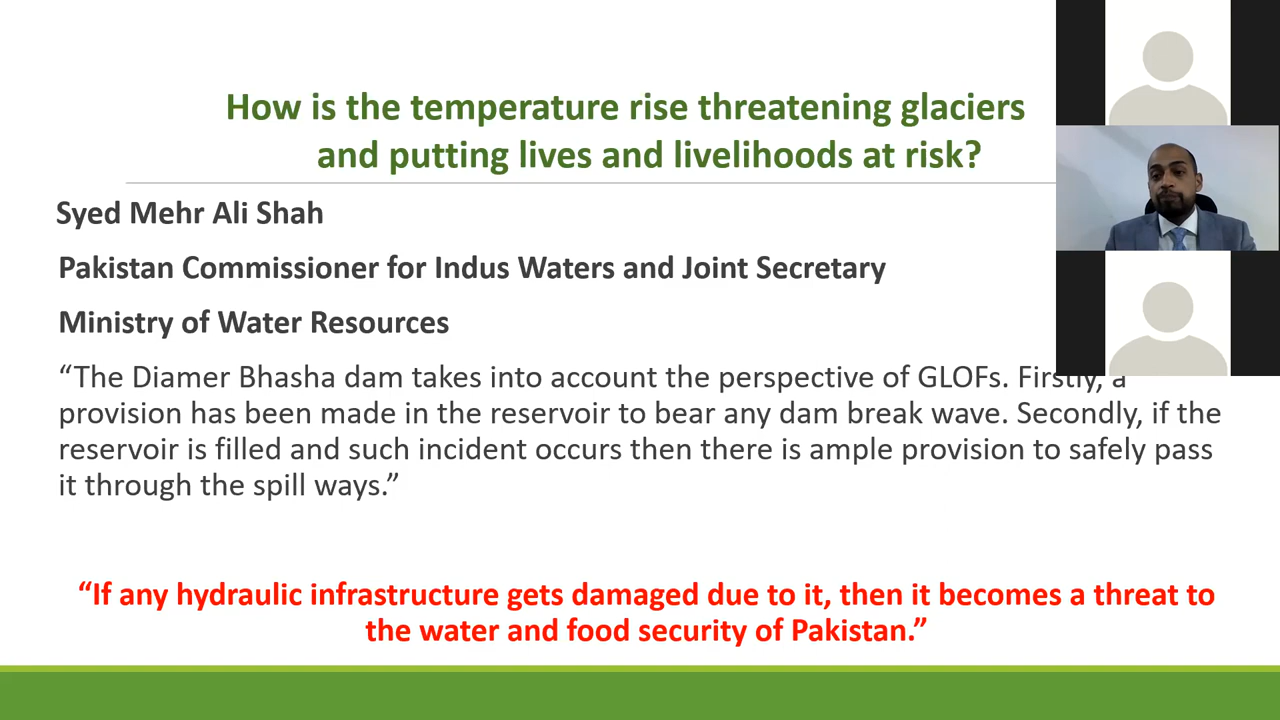 How is the temperature rise threatening glaciers
and putting lives and livelihoods at risk?
Syed Mehr Ali Shah
Pakistan Commissioner for Indus Waters and Joint Secretary
Ministry of Water Resources
“The Diamer Bhasha dam takes into account the perspective of GLOFs. Firstly, a
provision has been made in the reservoir to bear any dam break wave. Secondly, if the
reservoir is filled and such incident occurs then there is ample provision to safely pass
it through the spill ways.”
“If any hydraulic infrastructure gets damaged due to it, then it becomes a threat to
the water and food security of Pakistan.”